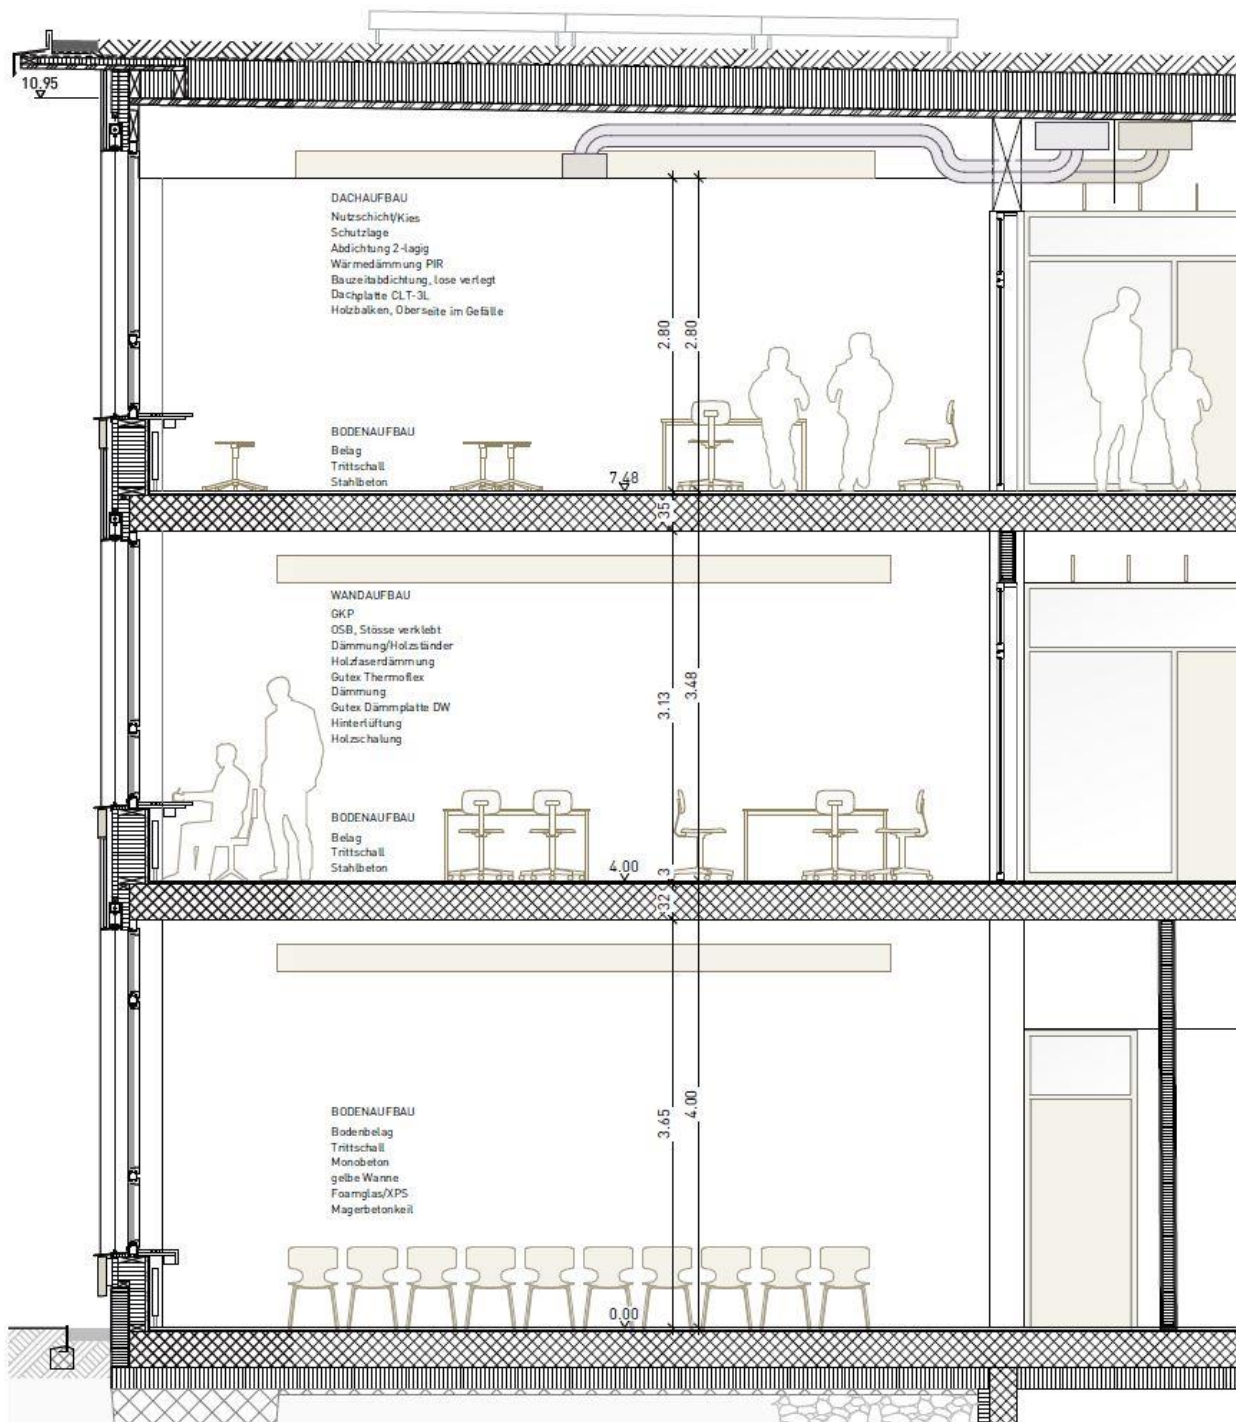 10.95
DACHAUFBAU
Nutzschicht/Kies
Schutzlage
Abdichtung 2-lagig
Wärmedämmung PIR
Bauzeitabdichtung, lose verlegt
Dachplatte CLT-3L
Holzbalken, Oberseite im Gefälle
2.80
2.80
BODENAUFBAU
Belag
Trittschall
Stahlbeton
7.48
35
WANDAUFBAU
GKP
OSB, Stösse verklebt
Dämmung/Holzständer
Holzfaserdämmung
Gutex Thermoflex
Dämmung
Gutex Dämmplatte DW
Hinterlüftung
Holzschalung
3.13
3.48
BODENAUFBAU
Belag
Trittschall
Stahlbeton
4.00
3
32
BODENAUFBAU
Bodenbelag
Trittschall
Monobeton
gelbe Wanne
Foamglas/XPS
Magerbetonkeil
3.65
4.00
0.00